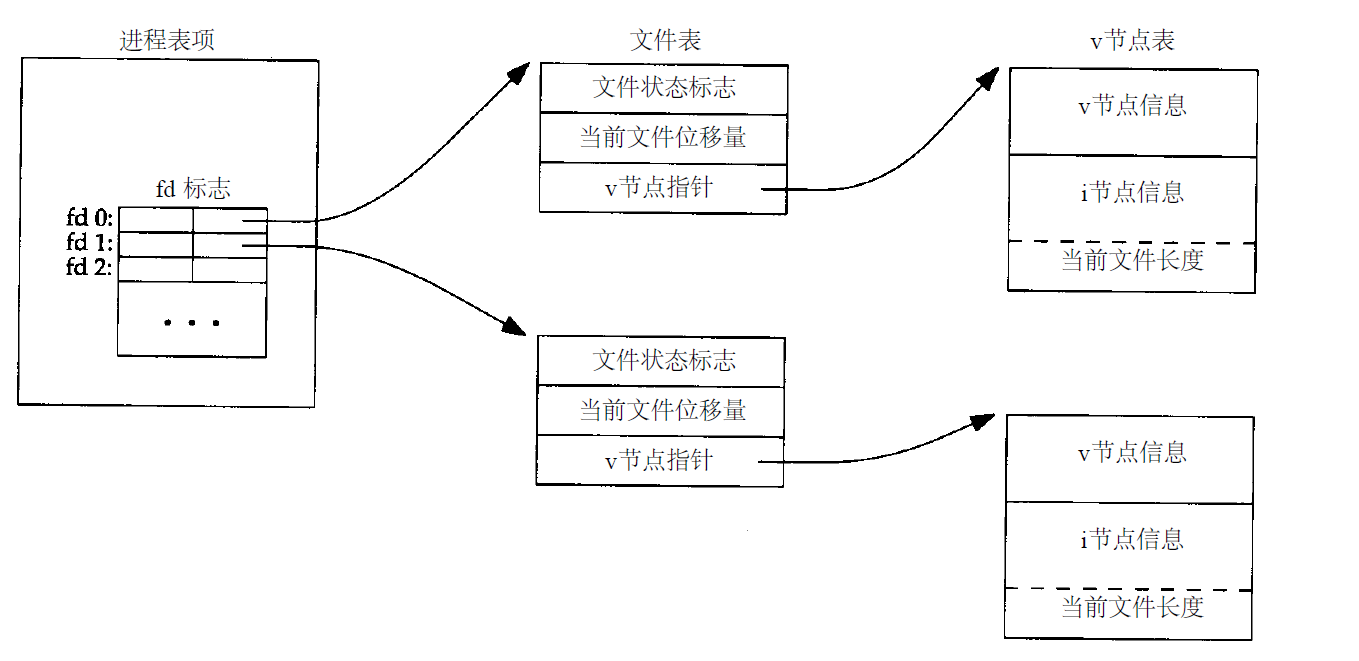 进程表项
fd 标志
fd 0:
fd 1:
fd 2:
• • •
文件表
文件状态标志
当前文件位移量
v节点指针
文件状态标志
当前文件位移量
v节点指针
v节点表
v节点信息
i节点信息
当前文件长度
v节点信息
i节点信息
当前文件长度